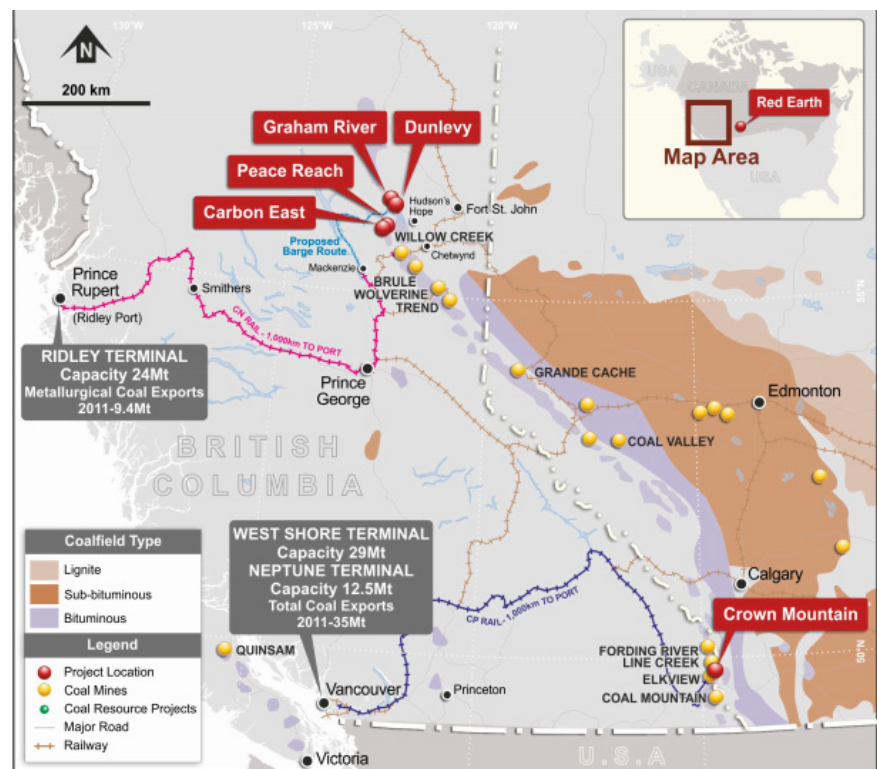 130°W
125°W
120°W
N
200 km
USA
CANADA
Red Earth
Map Area
USA
Graham River
Dunlevy
Peace Reach
Carbon East
Hudson's
Hope
Fort St. John
WILLOW CREEK
Chetwynd
Proposed
Barge Route
Mackenzie
BRULE
WOLVERINE
TREND
U.S.A
Prince
Rupert
(Ridley Port)
Smithers
CN RAIL - 1,000km TO PORT
55°N
RIDLEY TERMINAL
Capacity 24Mt
Metallurgical Coal Exports
2011-9.4Mt
Prince
George
GRANDE CACHE
Edmonton
COAL VALLEY
BRITISH
COLUMBIA
WEST SHORE TERMINAL
Capacity 29Mt
NEPTUNE TERMINAL
Capacity 12.5Mt
Total Coal Exports
2011-35Mt
CP RAIL - 1,000km TO PORT
Calgary
Crown Mountain
FORDING RIVER
LINE CREEK
ELKVIEW
COAL MOUNTAIN
50°N
QUINSAM
Vancouver
Princeton
Victoria
U.S.A
Coalfield Type
Lignite
Sub-bituminous
Bituminous
Legend
Project Location
Coal Mines
Coal Resource Projects
Major Road
Railway